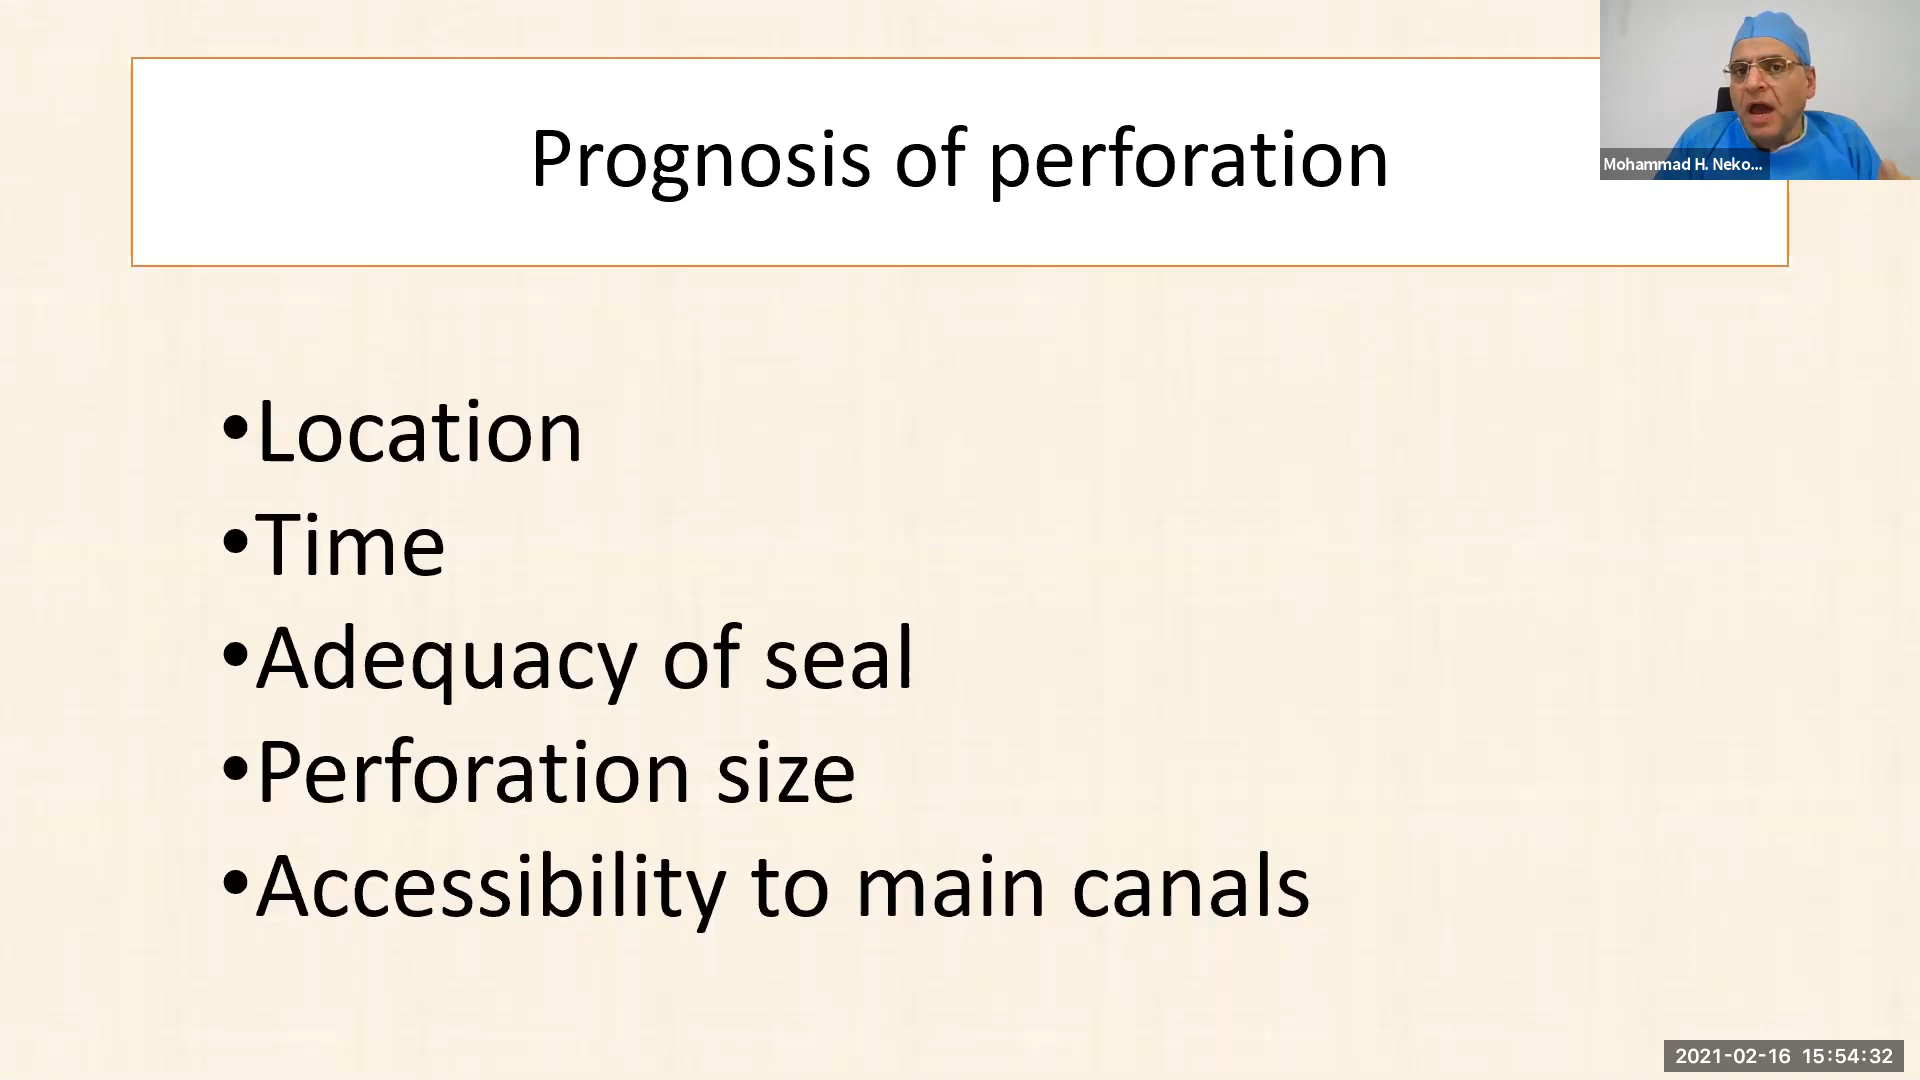 Prognosis of perforation
Mohammad H. Neko...
•Location
•Time
•Adequacy of seal
•Perforation size
•Accessibility to main canals
2021-02-16 15:54:32